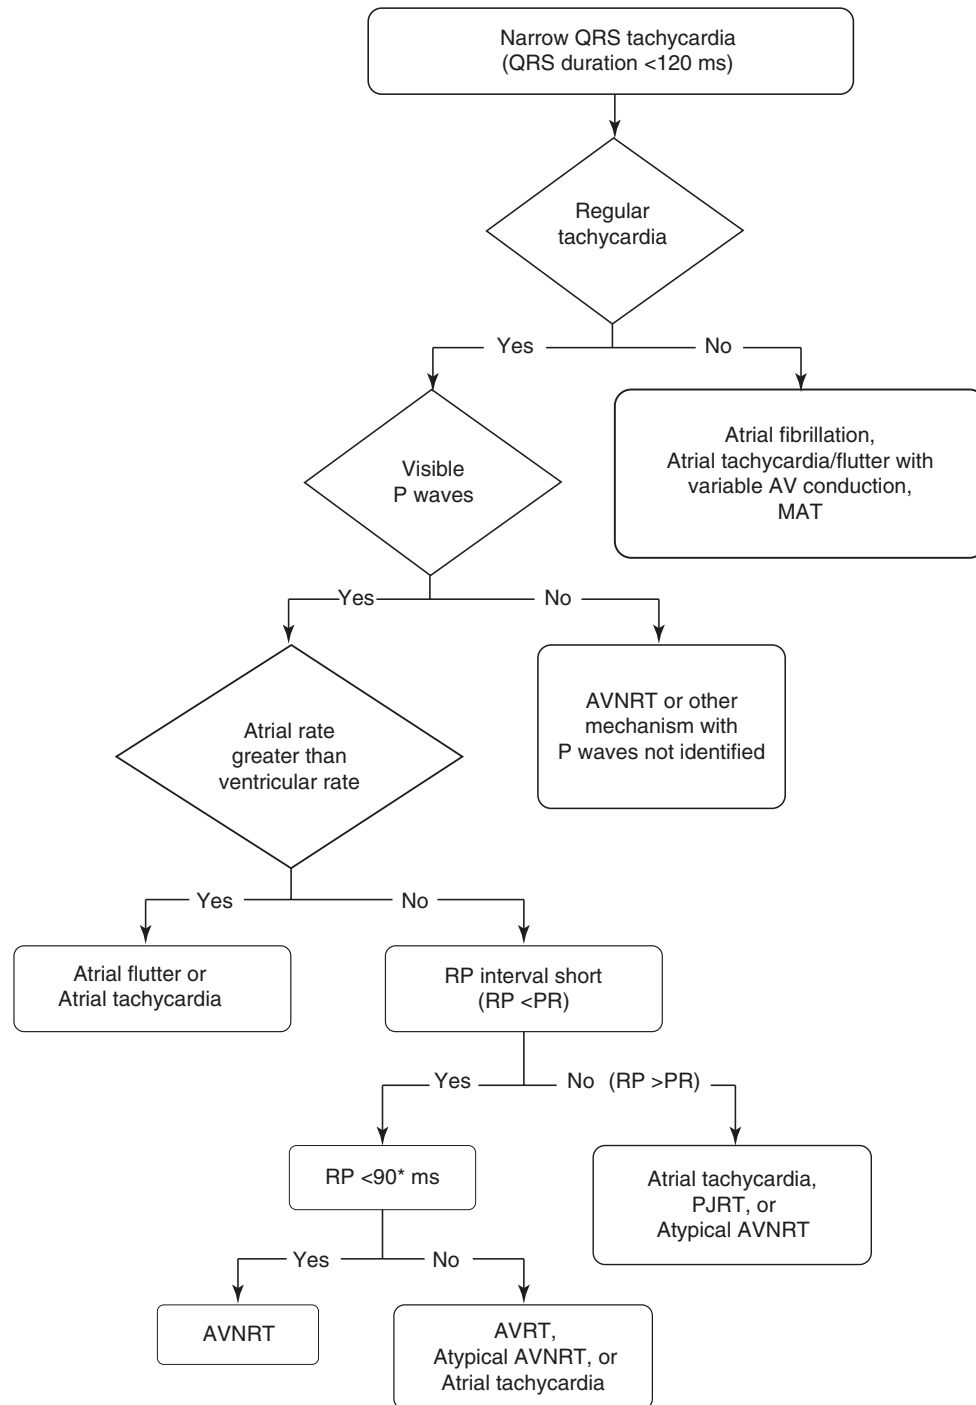 Narrow QRS tachycardia
(QRS duration <120 ms)
Regular
tachycardia
Yes
No
Visible
P waves
Atrial fibrillation,
Atrial tachycardia/flutter with
variable AV conduction,
MAT
Yes
No
Atrial rate
greater than
ventricular rate
AVNRT or other
mechanism with
P waves not identified
Yes
No
Atrial flutter or
Atrial tachycardia
RP interval short
(RP <PR)
Yes
No (RP >PR)
RP <90* ms
Atrial tachycardia,
PJRT, or
Atypical AVNRT
Yes
No
AVNRT
AVRT,
Atypical AVNRT, or
Atrial tachycardia